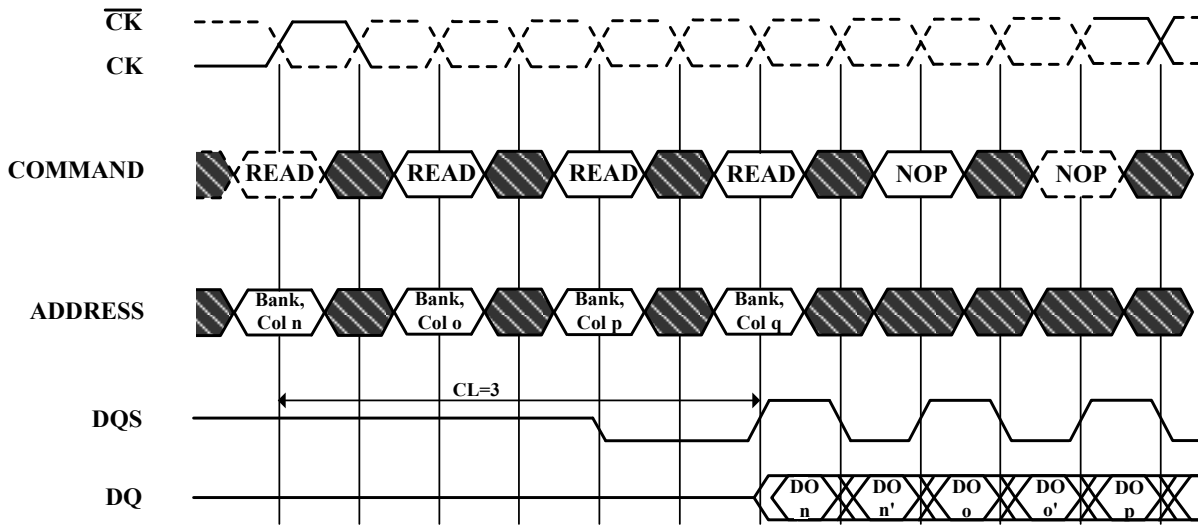 CK
CK
COMMAND READ READ READ READ NOP NOP
ADDRESS Bank, Col n Bank, Col o Bank, Col p Bank, Col q
CL=3
DQS
DQ DO n DO n' DO o DO o' DO p